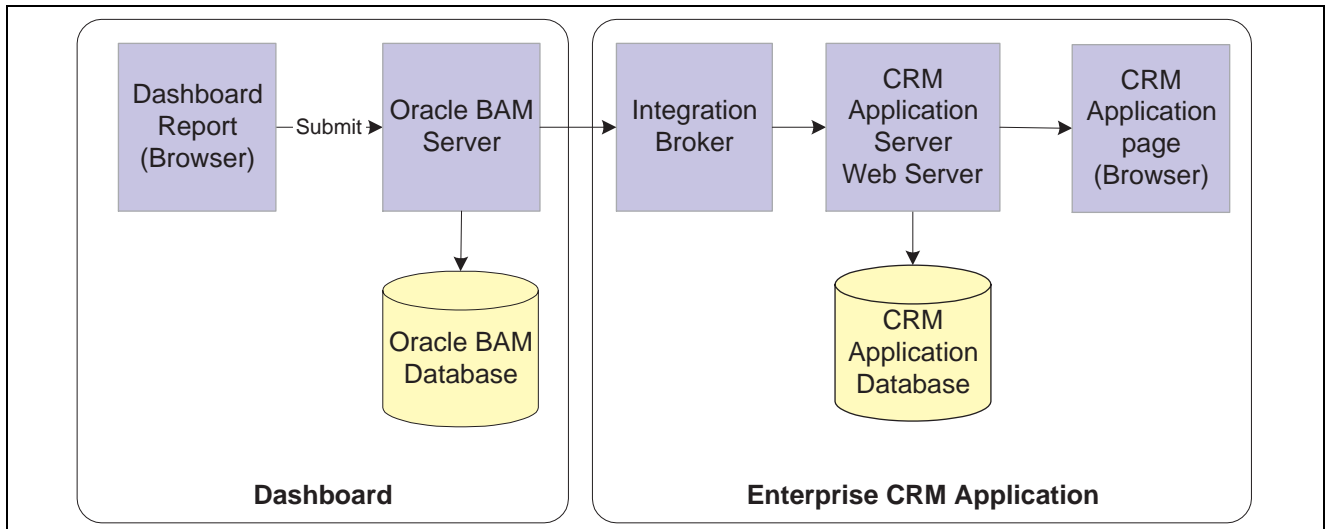 Dashboard
Report
(Browser)
Submit
Oracle BAM
Server
Integration
Broker
CRM
Application
Server
Web Server
CRM
Application
page
(Browser)
Oracle BAM
Database
CRM
Application
Database
Dashboard
Enterprise CRM Application